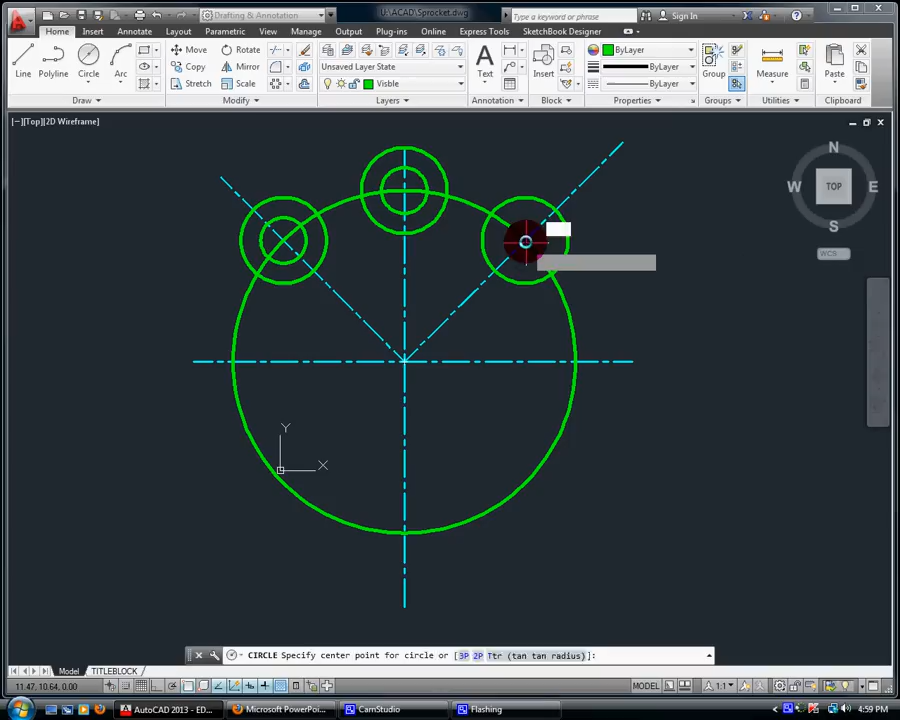 Drafting & Annotation
U:\ACAD\Sprocket.dwg
Type a keyword or phrase
Sign In
Home Insert Annotate Layout Parametric View Manage Output Plug-ins Online Express Tools SketchBook Designer
Line Polyline Circle Arc
Move Rotate
Copy Mirror
Stretch Scale
Unsaved Layer State
Visible
Text
Insert
ByLayer
ByLayer
ByLayer
Group
Measure
Paste
Draw Modify Layers Annotation Block Properties Groups Utilities Clipboard
[−][Top][2D Wireframe]
N
W TOP E
S
WCS
Y
X
CIRCLE Specify center point for circle or [3P 2P Ttr (tan tan radius)]:
Model TITLEBLOCK
11.47, 10.64, 0.00
MODEL 1:1
AutoCAD 2013 - ED... Microsoft PowerPoi... CamStudio Flashing 4:59 PM